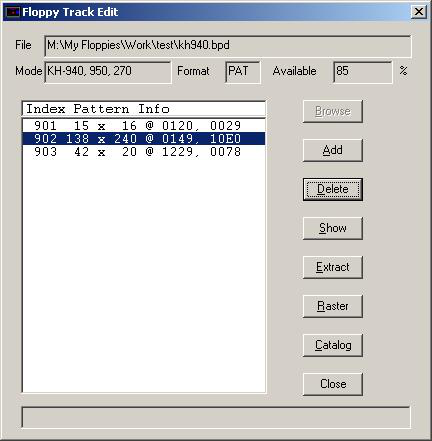 Floppy Track Edit
File M:\My Floppies\Work\test\kh940.bpd
Mode KH-940, 950, 270 Format PAT Available 85 %
Index Pattern Info
901 15 x 16 @ 0120, 0029
902 138 x 240 @ 0149, 10E0
903 42 x 20 @ 1229, 0078
Browse
Add
Delete
Show
Extract
Raster
Catalog
Close